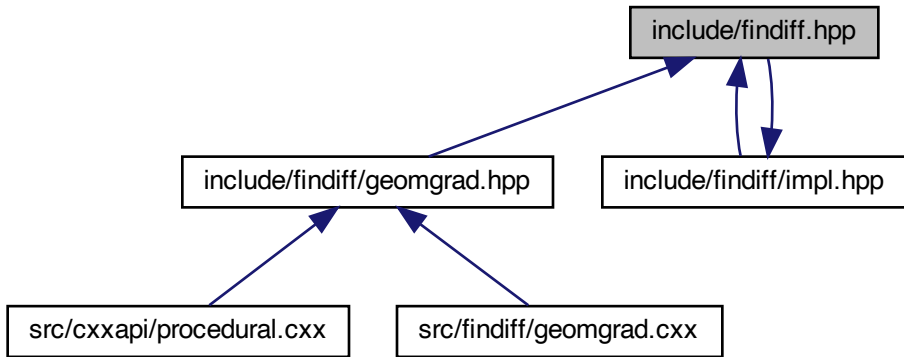 include/findiff.hpp
include/findiff/geomgrad.hpp
include/findiff/impl.hpp
src/cxxapi/procedural.cxx
src/findiff/geomgrad.cxx